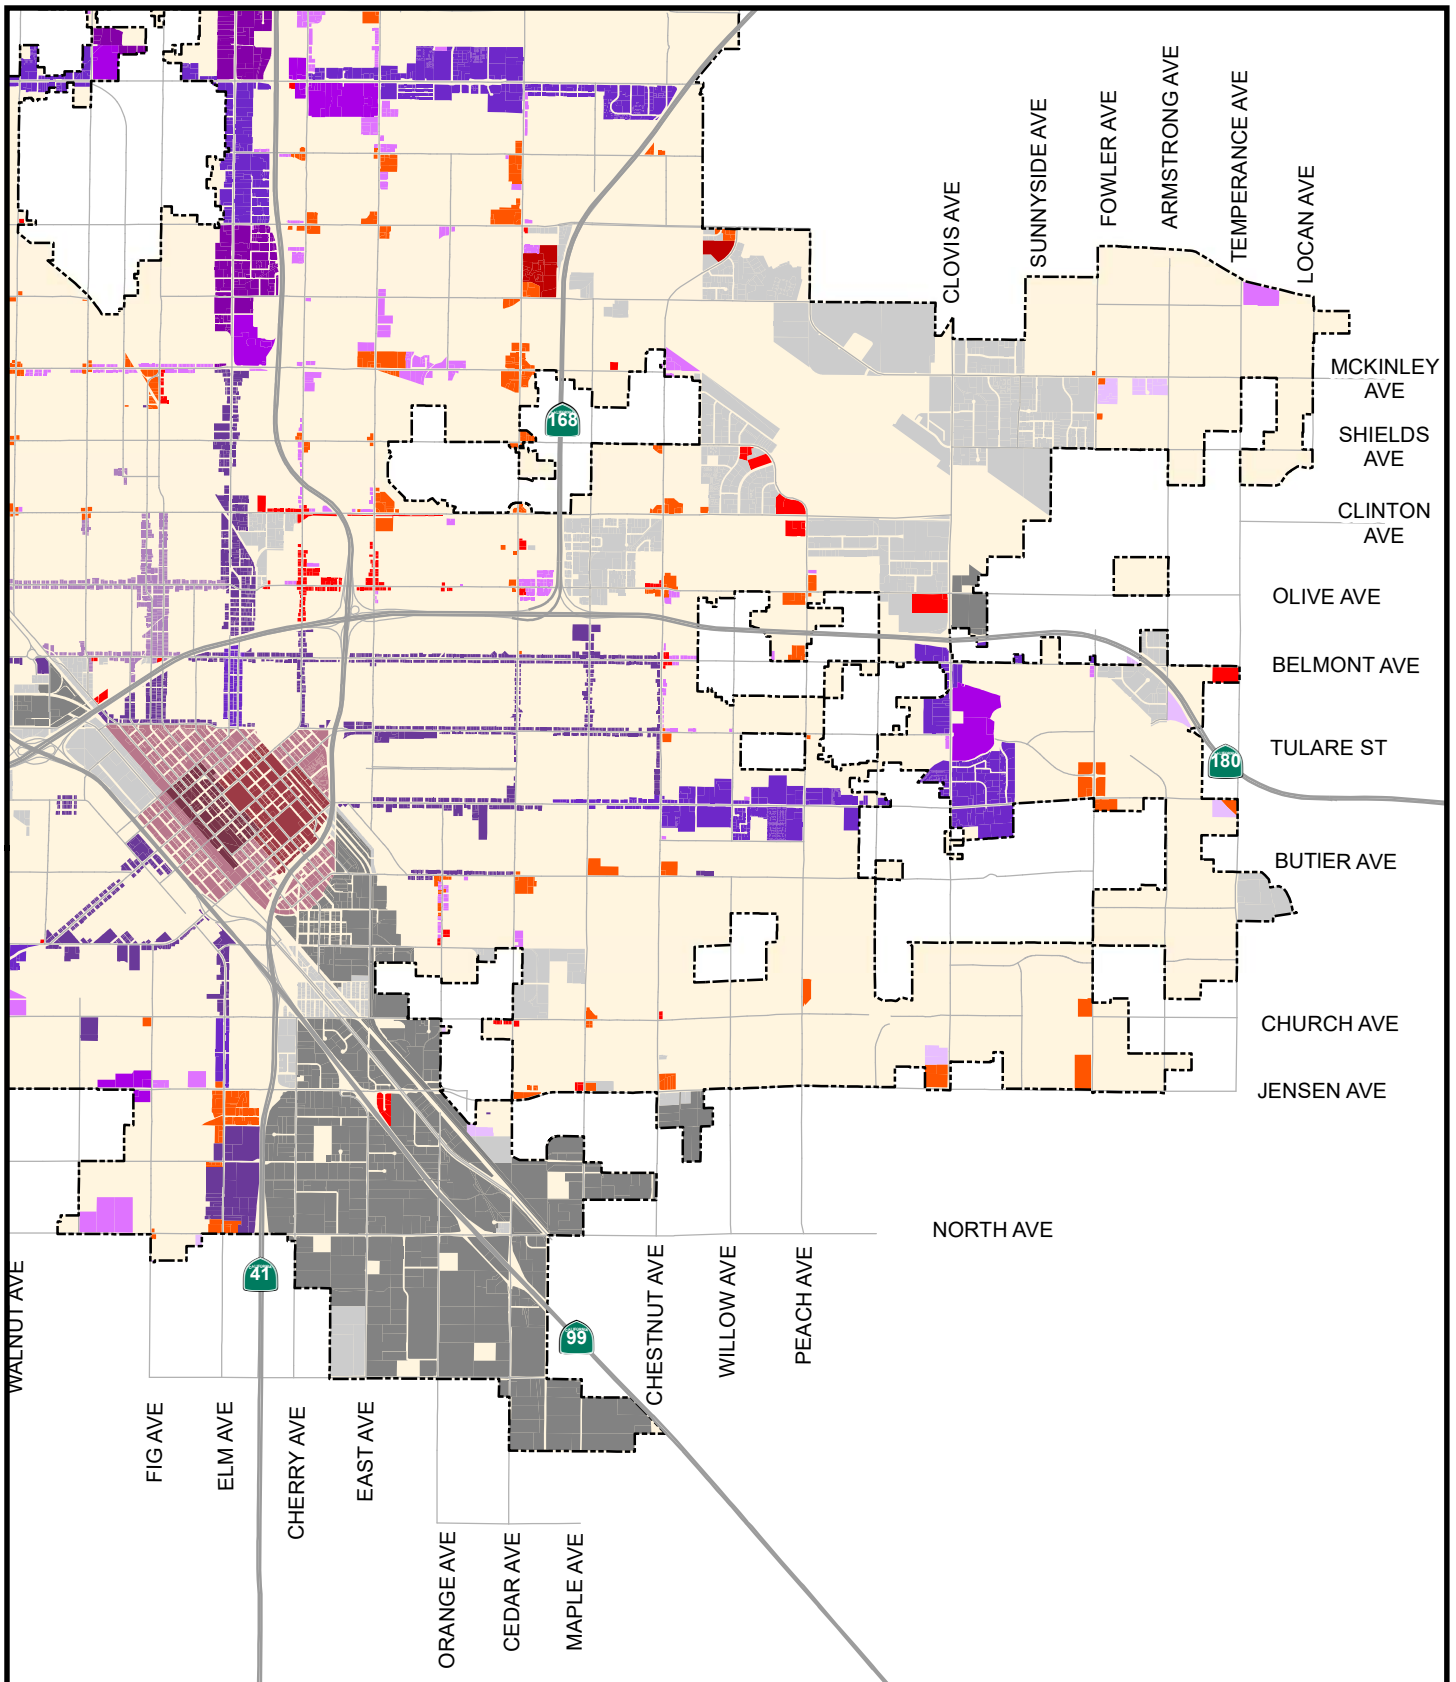 CLOVIS AVE
SUNNYSIDE AVE
FOWLER AVE
ARMSTRONG AVE
TEMPERANCE AVE
LOCAN AVE
MCKINLEY
AVE
168
SHIELDS
AVE
CLINTON
AVE
OLIVE AVE
BELMONT AVE
TULARE ST
180
BUTIER AVE
CHURCH AVE
JENSEN AVE
NORTH AVE
WALNUT AVE
41
99
CHESTNUT AVE
WILLOW AVE
PEACH AVE
FIG AVE
ELM AVE
CHERRY AVE
EAST AVE
ORANGE AVE
CEDAR AVE
MAPLE AVE